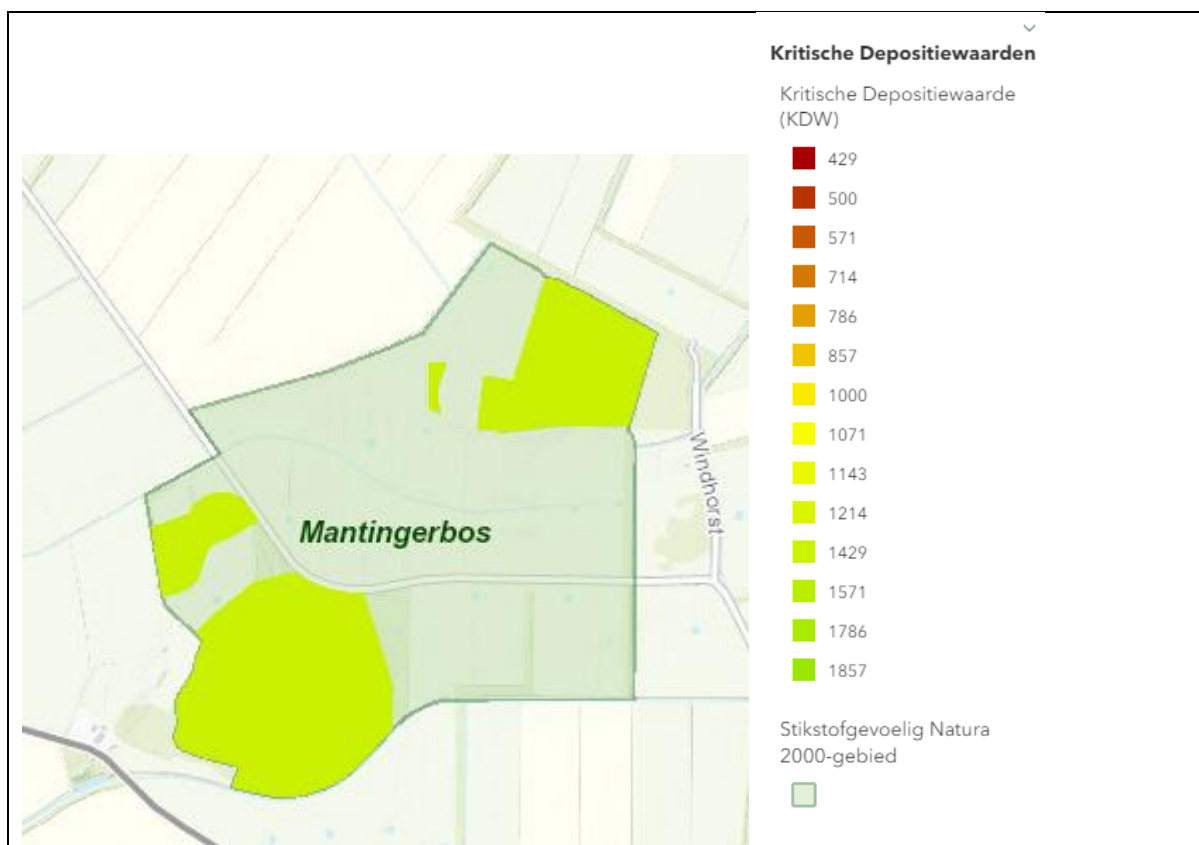 Kritische Depositiewaarden
Kritische Depositiewaarde
(KDW)
429
500
571
714
786
857
1000
1071
1143
1214
1429
1571
1786
1857
Stikstofgevoelig Natura
2000-gebied
Mantingerbos
Windhorst